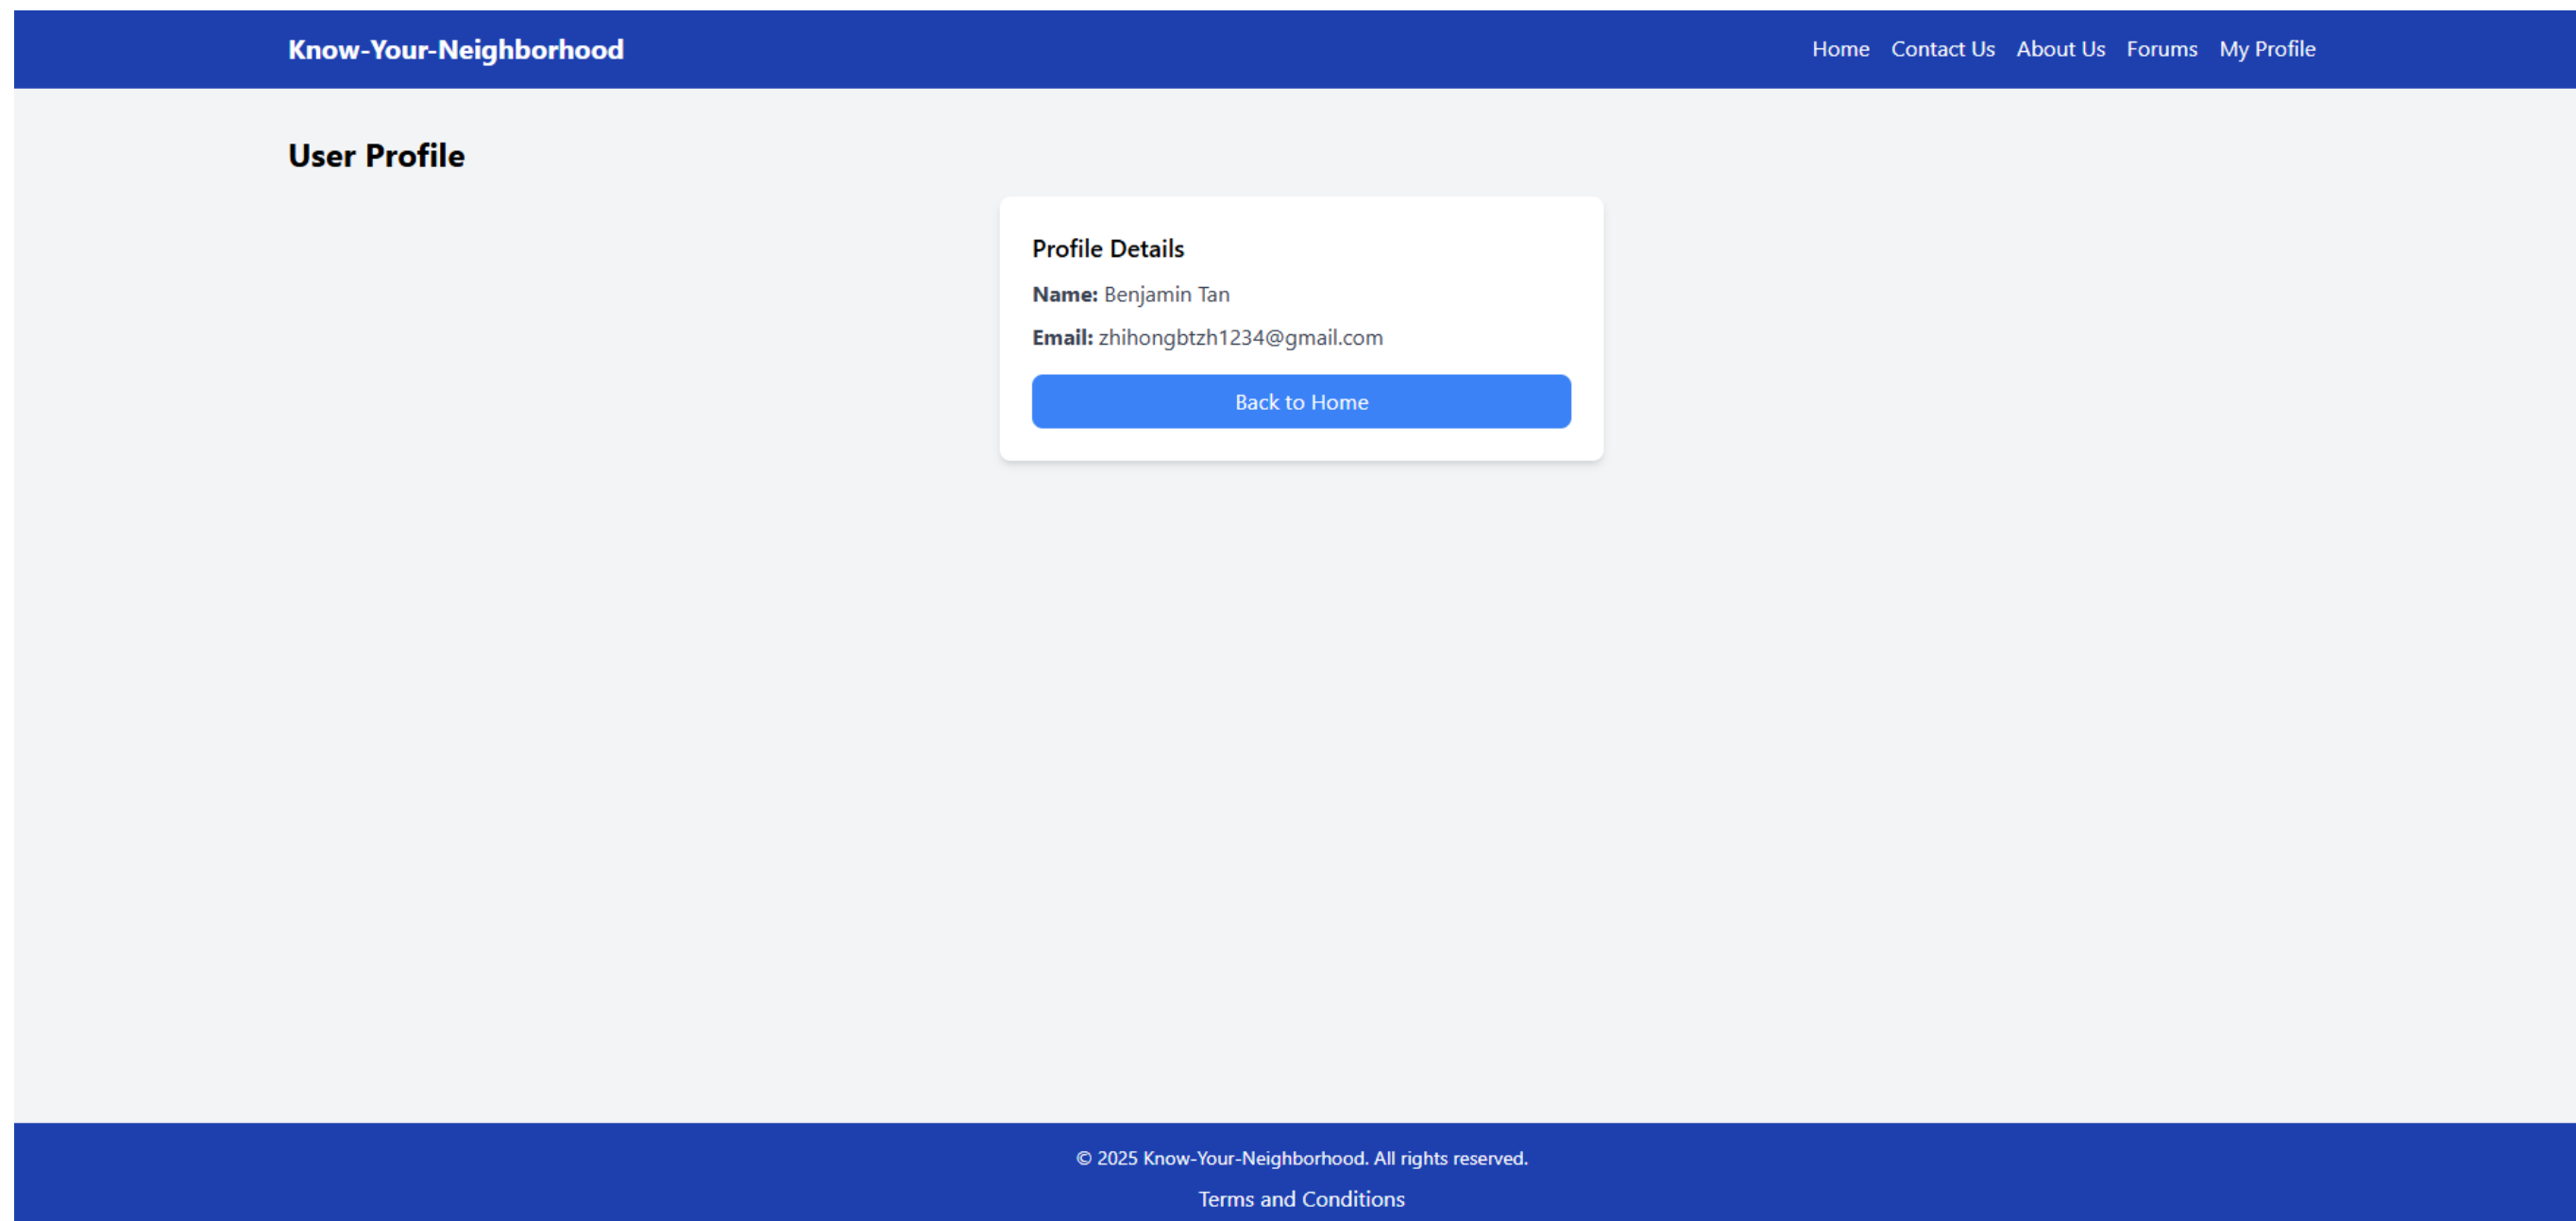 Know-Your-Neighborhood
Home Contact Us About Us Forums My Profile
User Profile
Profile Details
Name: Benjamin Tan
Email: zhihongbtzh1234@gmail.com
Back to Home
© 2025 Know-Your-Neighborhood. All rights reserved.
Terms and Conditions